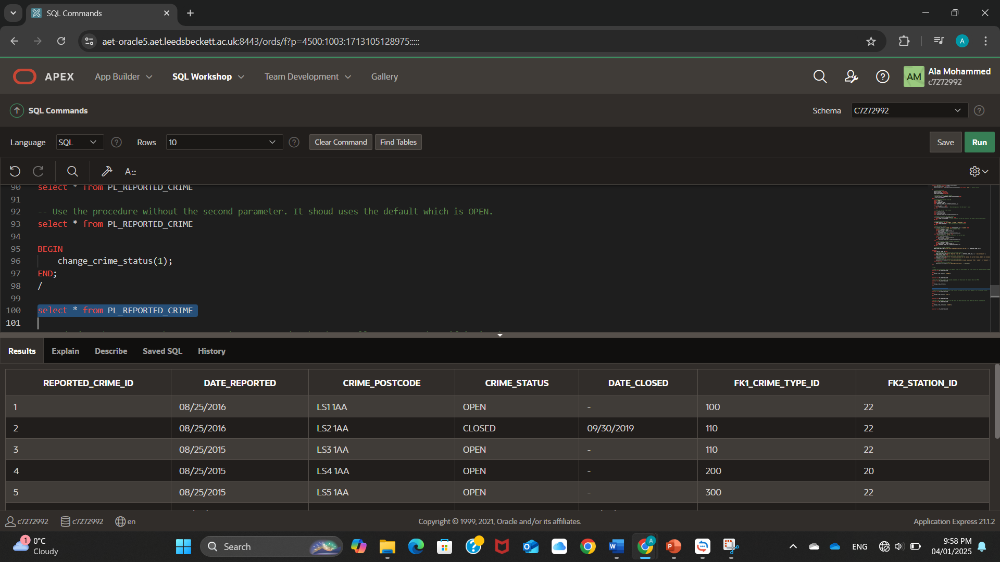 SQL Commands
aet-oracle5.aet.leedsbeckett.ac.uk:8443/ords/f?p=4500:1003:1713105128975:::::
A
APEX
App Builder
SQL Workshop
Team Development
Gallery
AM
Ala Mohammed
c7272992
SQL Commands
Schema
C7272992
Language
SQL
Rows
10
Clear Command
Find Tables
Save
Run
A::
90 select * from PL_REPORTED_CRIME
91
92 -- Use the procedure without the second parameter. It shoud uses the default which is OPEN.
93 select * from PL_REPORTED_CRIME
94
95 BEGIN
96 change_crime_status(1);
97 END;
98 /
99
100 select * from PL_REPORTED_CRIME
101
Results Explain Describe Saved SQL History
REPORTED_CRIME_ID DATE_REPORTED CRIME_POSTCODE CRIME_STATUS DATE_CLOSED FK1_CRIME_TYPE_ID FK2_STATION_ID
1 08/25/2016 LS1 1AA OPEN - 100 22
2 08/25/2016 LS2 1AA CLOSED 09/30/2019 110 22
3 08/25/2015 LS3 1AA OPEN - 110 22
4 08/25/2015 LS4 1AA OPEN - 200 20
5 08/25/2015 LS5 1AA OPEN - 300 22
c7272992 c7272992 en
Copyright © 1999, 2021, Oracle and/or its affiliates.
Application Express 21.1.2
1
0°C
Cloudy
Search
A
ENG
9:58 PM
04/01/2025